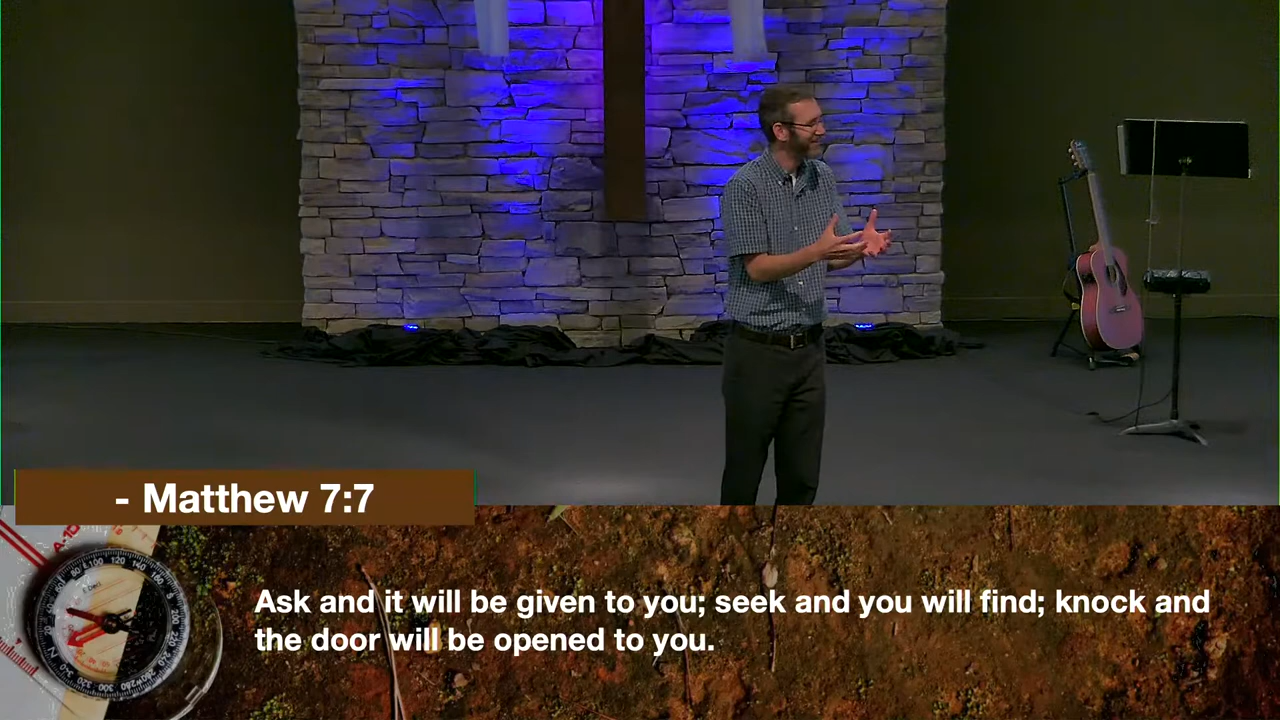 - Matthew 7:7
Ask and it will be given to you; seek and you will find; knock and
the door will be opened to you.